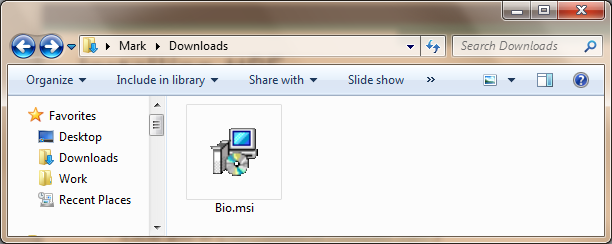 Mark Downloads Search Downloads
Organize Include in library Share with Slide show »
Favorites
Desktop
Downloads
Work
Recent Places
Bio.msi